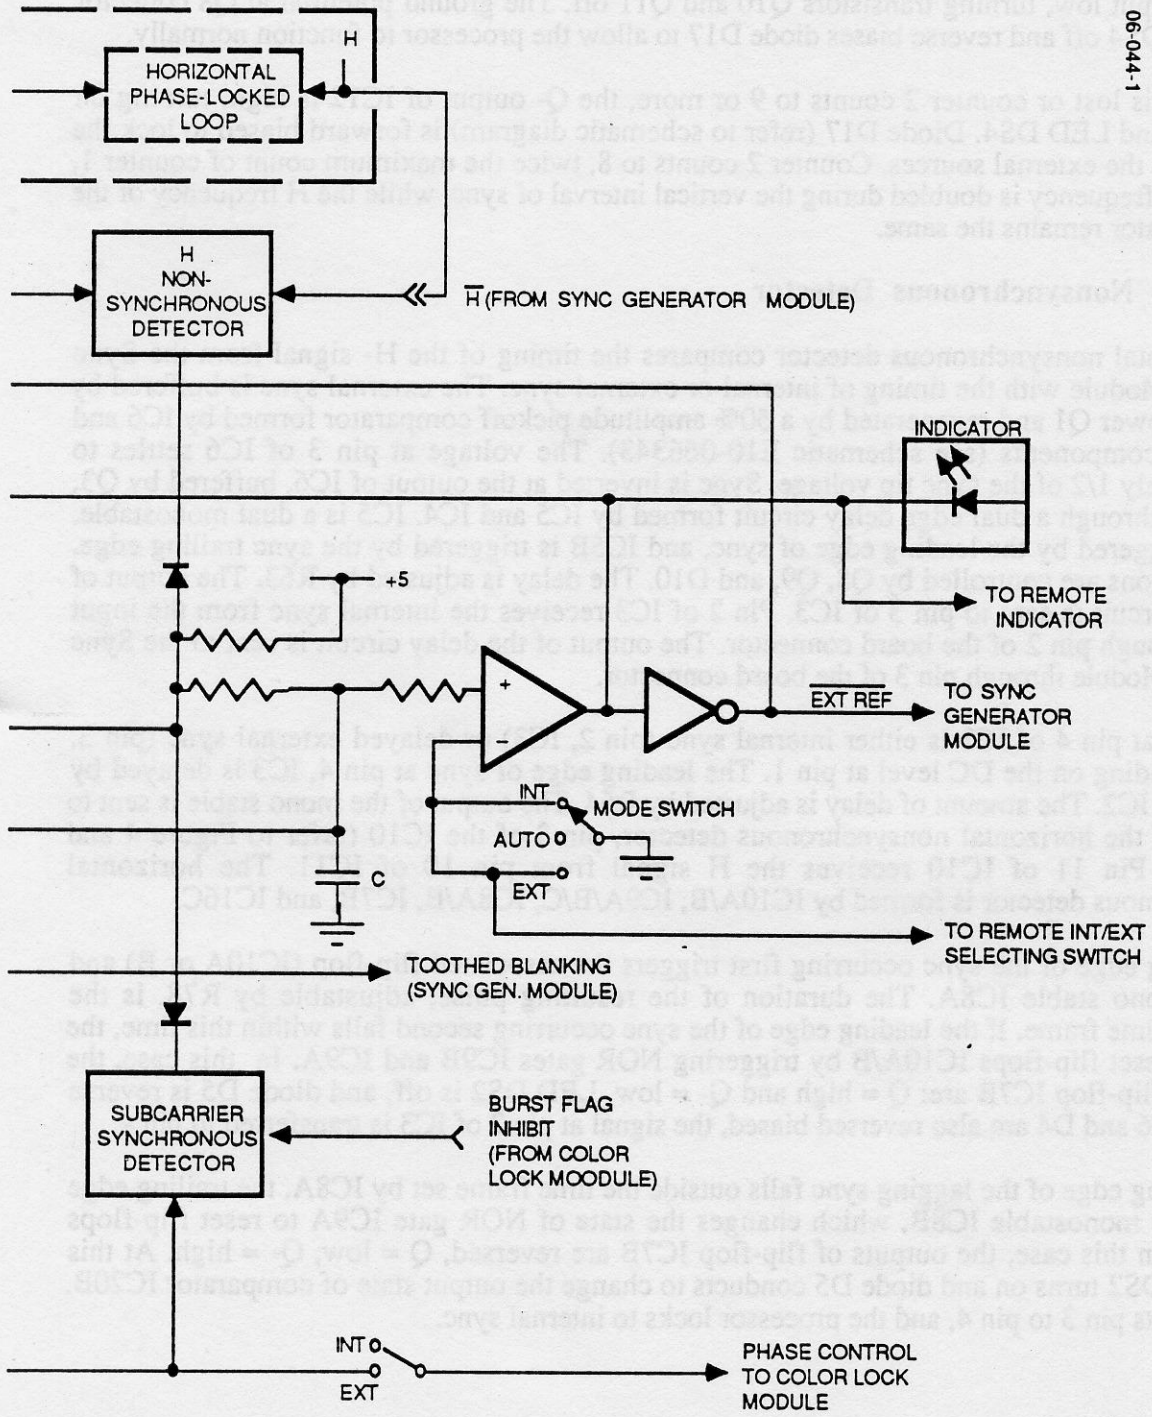 06-044-1
H
HORIZONTAL
PHASE-LOCKED
LOOP
H
NON-
SYNCHRONOUS
DETECTOR
H̅ (FROM SYNC GENERATOR MODULE)
INDICATOR
+5
TO REMOTE
INDICATOR
+
-
E̅X̅T̅ R̅E̅F̅
TO SYNC
GENERATOR
MODULE
INT
MODE SWITCH
AUTO
EXT
C
TO REMOTE INT/EXT
SELECTING SWITCH
TOOTHED BLANKING
(SYNC GEN. MODULE)
SUBCARRIER
SYNCHRONOUS
DETECTOR
BURST FLAG
INHIBIT
(FROM COLOR
LOCK MOODULE)
INT
EXT
PHASE CONTROL
TO COLOR LOCK
MODULE